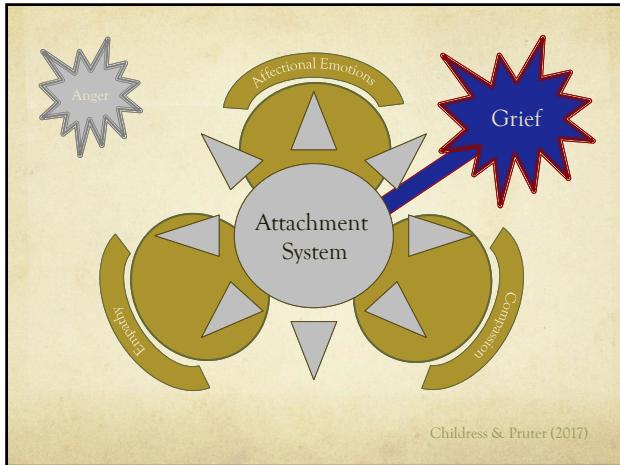 Affectional Emotions
Anger
Grief
Attachment
System
Empathy
Compassion
Childress & Pruter (2017)